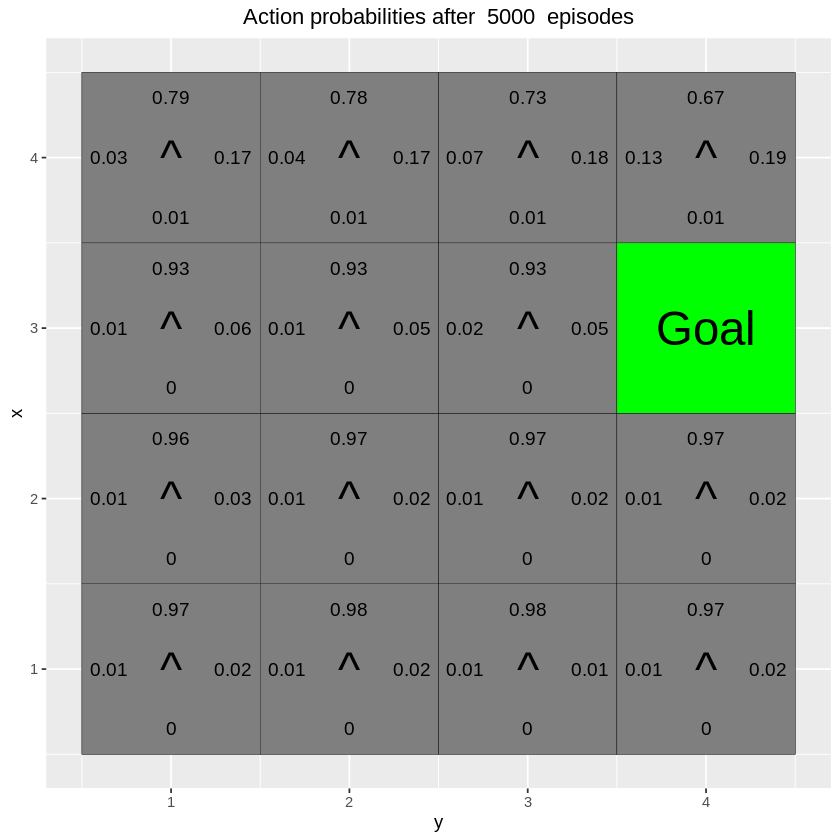 Action probabilities after  5000  episodes
0.79 0.78 0.73 0.67
4 0.03 ^ 0.17 0.04 ^ 0.17 0.07 ^ 0.18 0.13 ^ 0.19
0.01 0.01 0.01 0.01
0.93 0.93 0.93
3 0.01 ^ 0.06 0.01 ^ 0.05 0.02 ^ 0.05 Goal
0 0 0
x
0.96 0.97 0.97 0.97
2 0.01 ^ 0.03 0.01 ^ 0.02 0.01 ^ 0.02 0.01 ^ 0.02
0 0 0 0
0.97 0.98 0.98 0.97
1 0.01 ^ 0.02 0.01 ^ 0.02 0.01 ^ 0.01 0.01 ^ 0.02
0 0 0 0
1 2 3 4
y